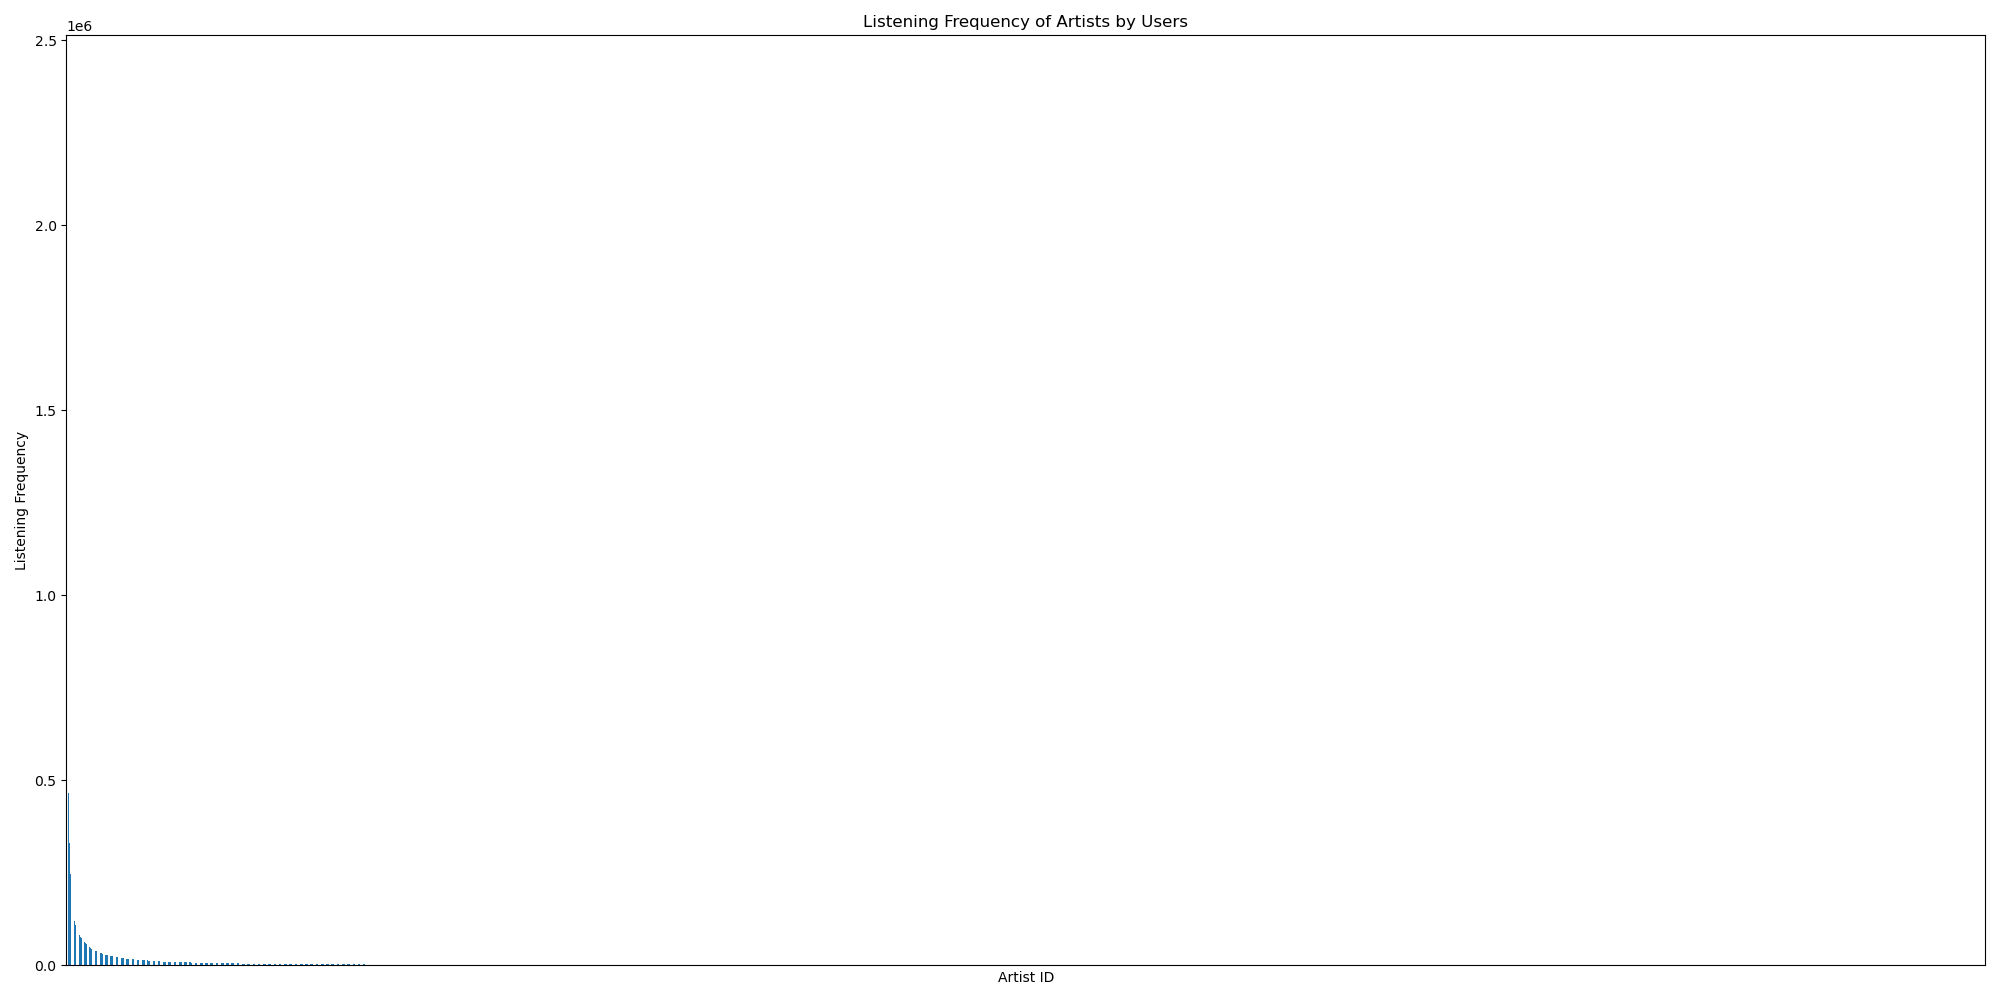 Listening Frequency of Artists by Users
1e6
2.5
2.0
1.5
1.0
0.5
0.0
Listening Frequency
Artist ID